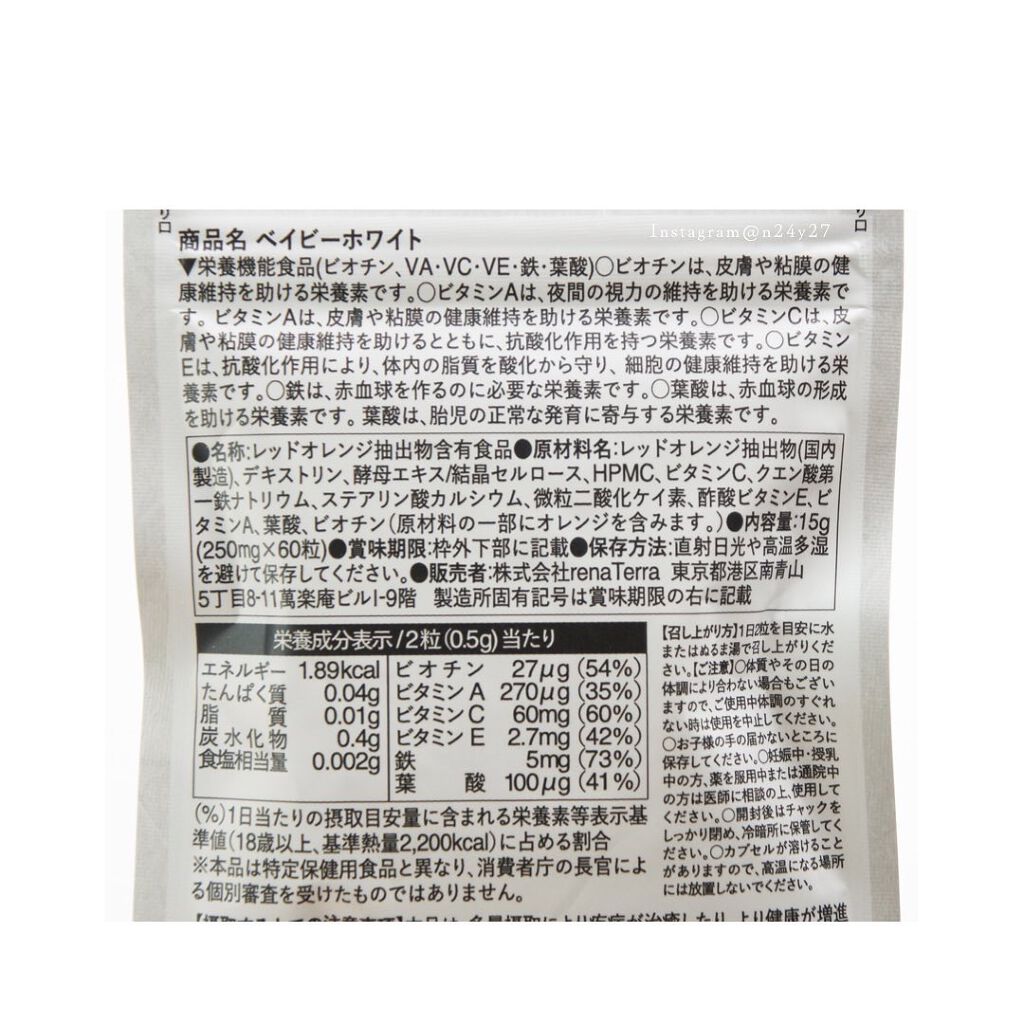 リロ
リロ
Instagram@n24y27
商品名 ベイビーホワイト
▼栄養機能食品(ビオチン、VA・VC・VE・鉄・葉酸)○ビオチンは、皮膚や粘膜の健
康維持を助ける栄養素です。○ビタミンAは、夜間の視力の維持を助ける栄養素で
す。ビタミンAは、皮膚や粘膜の健康維持を助ける栄養素です。○ビタミンCは、皮
膚や粘膜の健康維持を助けるとともに、抗酸化作用を持つ栄養素です。○ビタミン
Eは、抗酸化作用により、体内の脂質を酸化から守り、細胞の健康維持を助ける栄
養素です。○鉄は、赤血球を作るのに必要な栄養素です。○葉酸は、赤血球の形成
を助ける栄養素です。葉酸は、胎児の正常な発育に寄与する栄養素です。
●名称:レッドオレンジ抽出物含有食品●原材料名:レッドオレンジ抽出物(国内
製造)、デキストリン、酵母エキス/結晶セルロース、HPMC、ビタミンC、クエン酸第
一鉄ナトリウム、ステアリン酸カルシウム、微粒二酸化ケイ素、酢酸ビタミンE、ビ
タミンA、葉酸、ビオチン(原材料の一部にオレンジを含みます。)●内容量:15g
(250mg×60粒)●賞味期限:枠外下部に記載●保存方法:直射日光や高温多湿
を避けて保存してください。●販売者:株式会社renaTerra 東京都港区南青山
5丁目8-11萬楽庵ビルI-9階 製造所固有記号は賞味期限の右に記載
栄養成分表示/2粒(0.5g)当たり
エネルギー 1.89kcal
たんぱく質 0.04g
脂質 0.01g
炭水化物 0.4g
食塩相当量 0.002g
ビオチン 27μg (54%)
ビタミンA 270μg (35%)
ビタミンC 60mg (60%)
ビタミンE 2.7mg (42%)
鉄 5mg (73%)
葉酸 100μg (41%)
(%)1日当たりの摂取目安量に含まれる栄養素等表示基
準値(18歳以上、基準熱量2,200kcal)に占める割合
※本品は特定保健用食品と異なり、消費者庁の長官によ
る個別審査を受けたものではありません。
【召し上がり方】1日2粒を目安に水
またはぬるま湯で召し上がりくだ
さい。【ご注意】○体質やその日の
体調により合わない場合もござい
ますので、ご使用中体調のすぐれ
ない時は使用を中止してください。
○お子様の手の届かないところに
保存してください。○妊娠中・授乳
中の方、薬を服用中または通院中
の方は医師に相談の上、使用して
ください。○開封後はチャックを
しっかり閉め、冷暗所に保管してく
ださい。○カプセルが溶けること
がありますので、高温になる場所
には放置しないでください。
【摂取する上での注意事項】本品は、多量摂取により疾病が治癒したり、より健康が増進